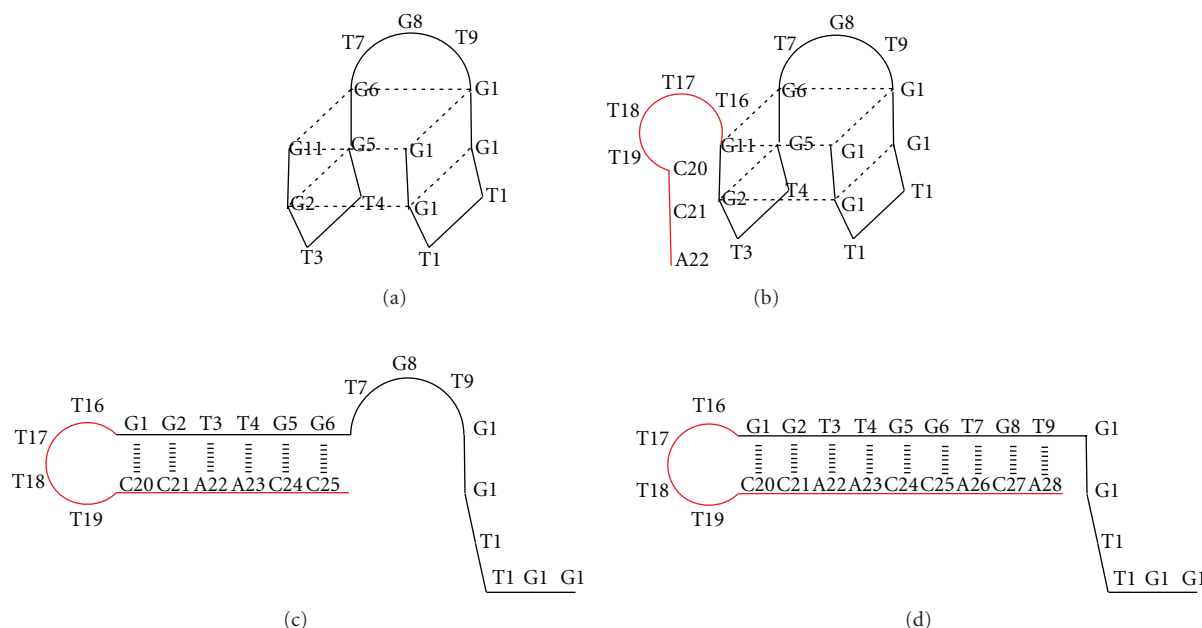 G8
T7 T9
G6 G1
G11 G5 G1 G1
G2 T4 G1 T1
T3 T1
(a)
G8
T7 T9
T17
T18 T16
G6 G1
T19 G11 G5 G1 G1
C20
G2 T4 G1 T1
C21
T3 T1
A22
(b)
G8
T7 T9
T16 G1 G2 T3 T4 G5 G6 G1
T17
T18 C20 C21 A22 A23 C24 C25 G1
T19
T1
T1 G1 G1
(c)
T16 G1 G2 T3 T4 G5 G6 T7 G8 T9 G1
T17
T18 C20 C21 A22 A23 C24 C25 A26 C27 A28 G1
T19
T1
T1 G1 G1
(d)